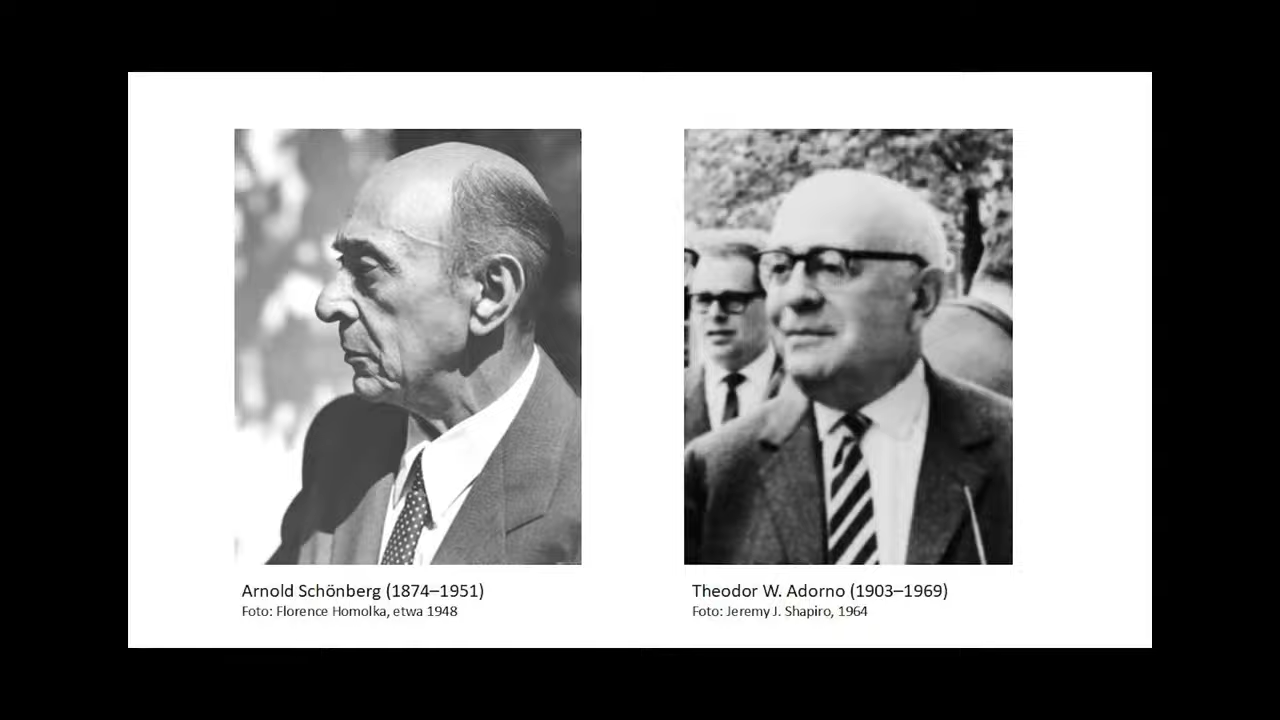 Arnold Schönberg (1874–1951)
Foto: Florence Homolka, etwa 1948
Theodor W. Adorno (1903–1969)
Foto: Jeremy J. Shapiro, 1964